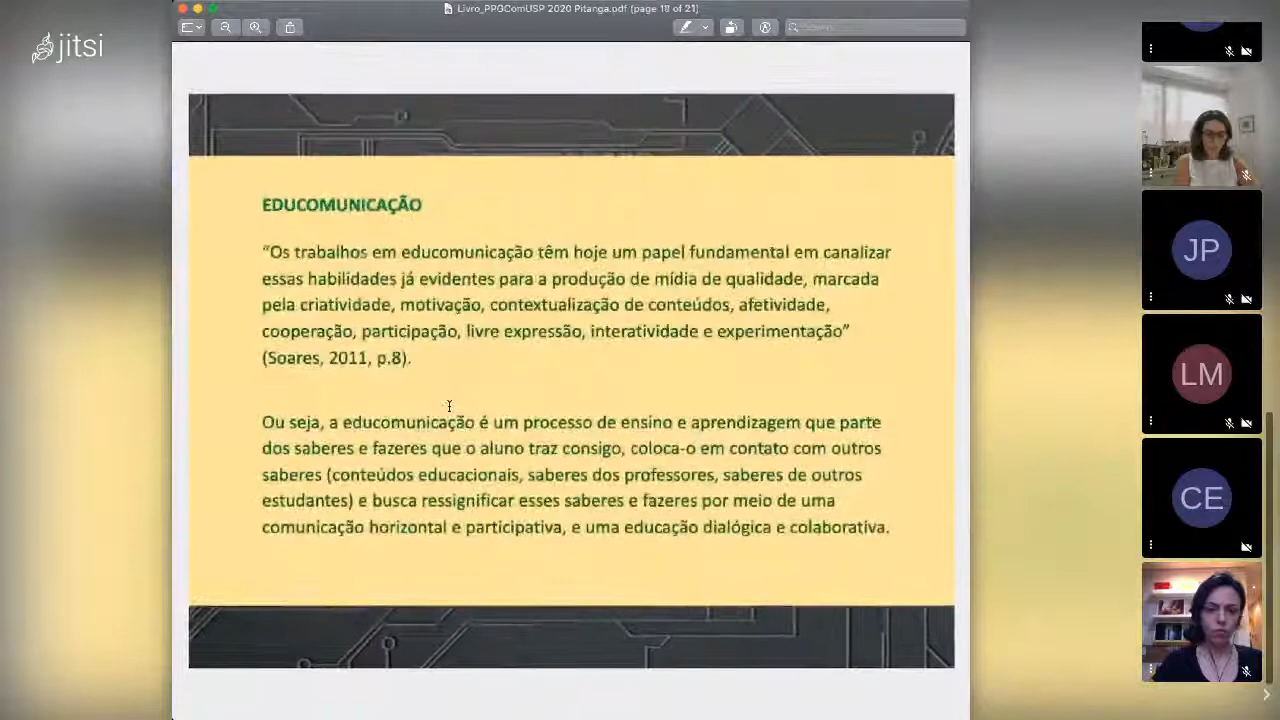 Livro_PPGComUSP 2020 Pitanga.pdf (page 18 of 21)
jitsi
EDUCOMUNICAÇÃO
“Os trabalhos em educomunicação têm hoje um papel fundamental em canalizar
essas habilidades já evidentes para a produção de mídia de qualidade, marcada
pela criatividade, motivação, contextualização de conteúdos, afetividade,
cooperação, participação, livre expressão, interatividade e experimentação”
(Soares, 2011, p.8).
Ou seja, a educomunicação é um processo de ensino e aprendizagem que parte
dos saberes e fazeres que o aluno traz consigo, coloca-o em contato com outros
saberes (conteúdos educacionais, saberes dos professores, saberes de outros
estudantes) e busca ressignificar esses saberes e fazeres por meio de uma
comunicação horizontal e participativa, e uma educação dialógica e colaborativa.
JP
LM
CE